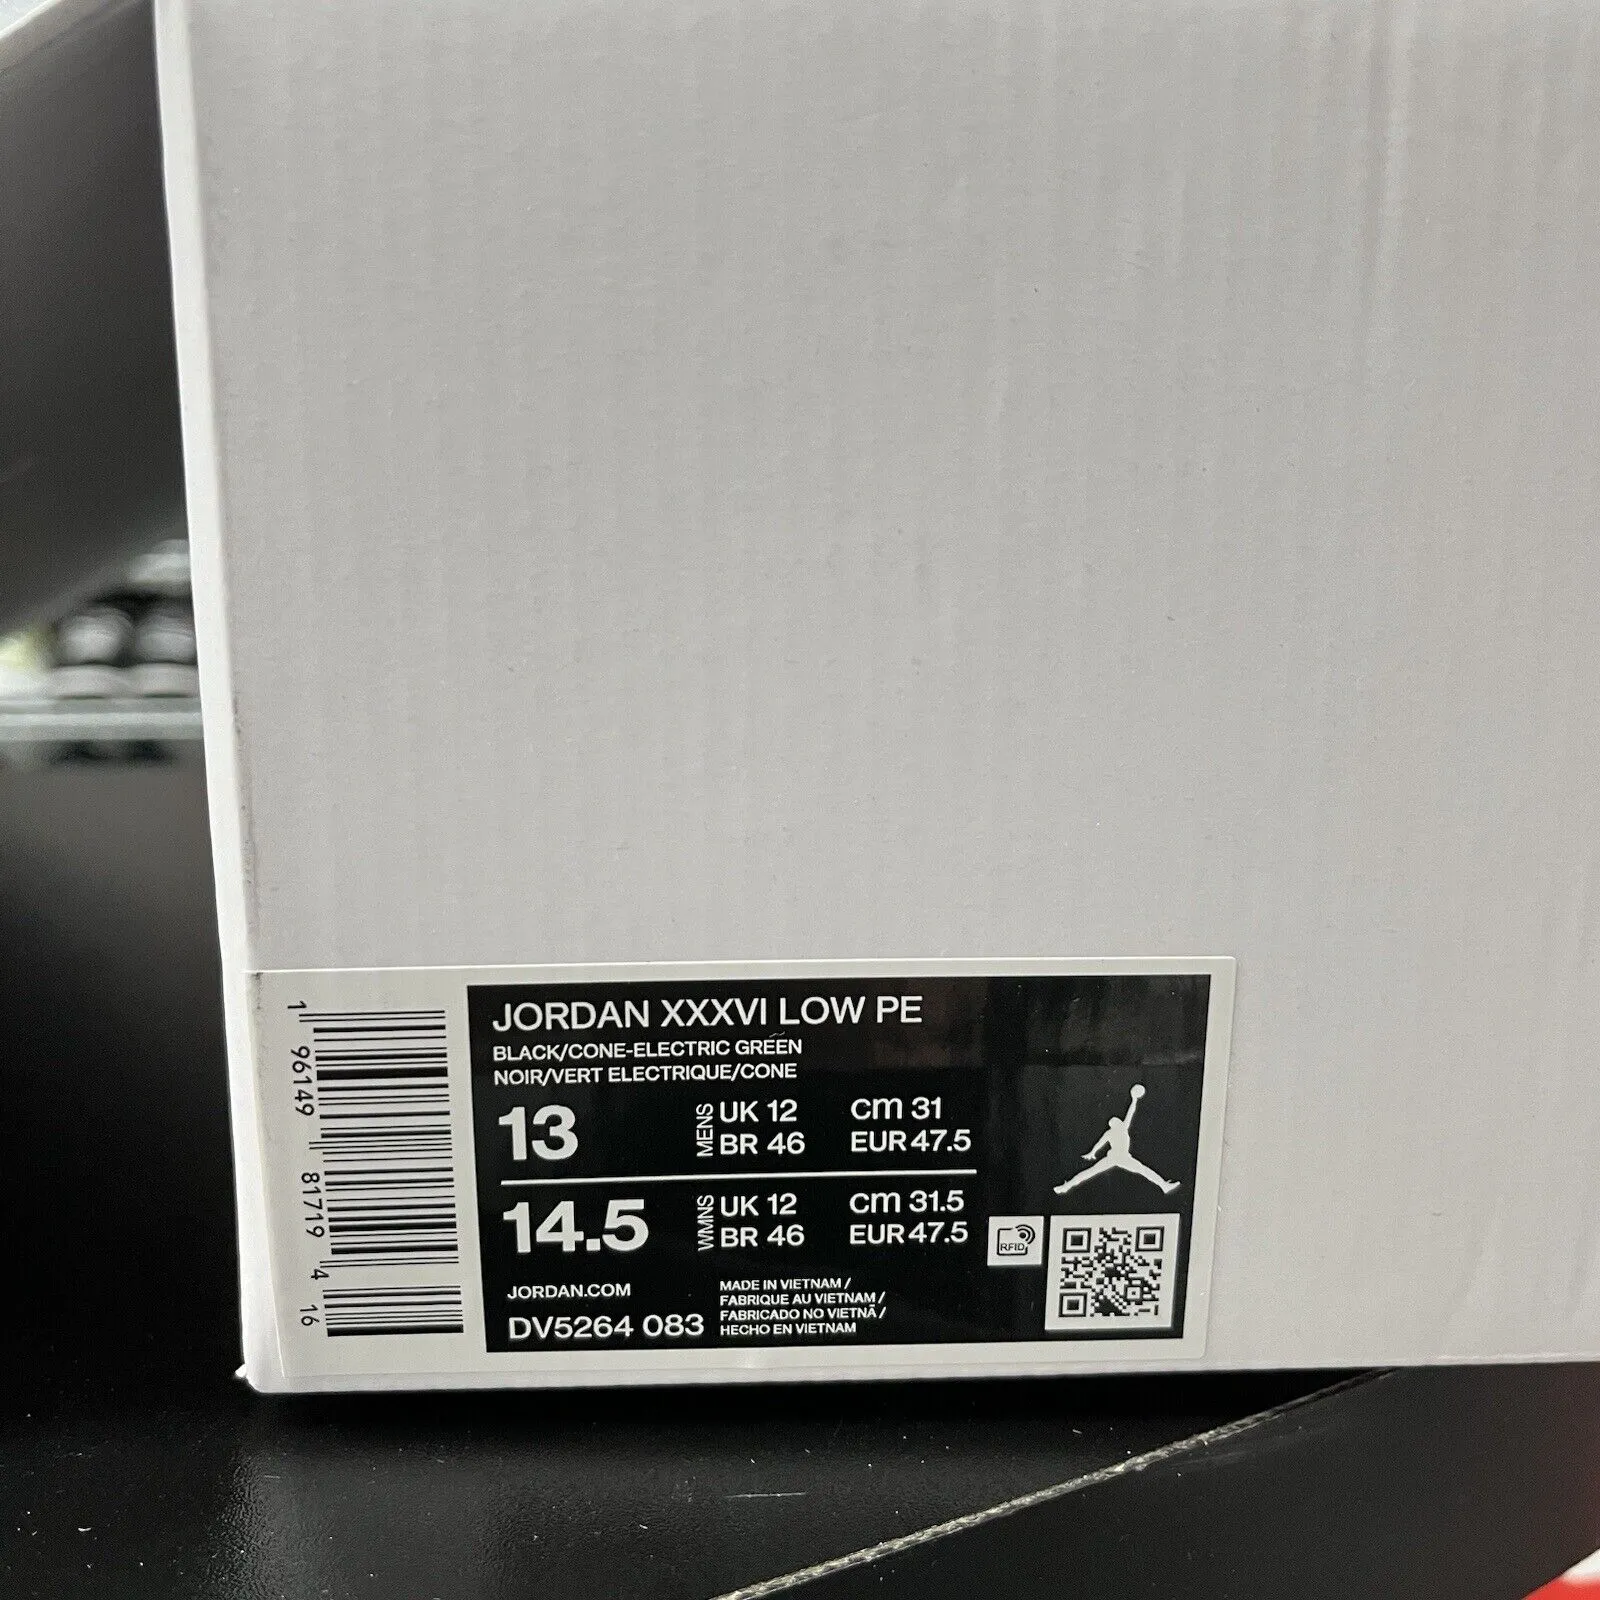 JORDAN XXXVI LOW PE
BLACK/CONE-ELECTRIC GREEN
NOIR/VERT ELECTRIQUE/CONE
13
MENS
UK 12
CM 31
BR 46
EUR 47.5
14.5
WMNS
UK 12
CM 31.5
BR 46
EUR 47.5
RFID
JORDAN.COM
DV5264 083
MADE IN VIETNAM /
FABRIQUE AU VIETNAM /
FABRICADO NO VIETNÃ /
HECHO EN VIETNAM
1 96149 81719 4 16